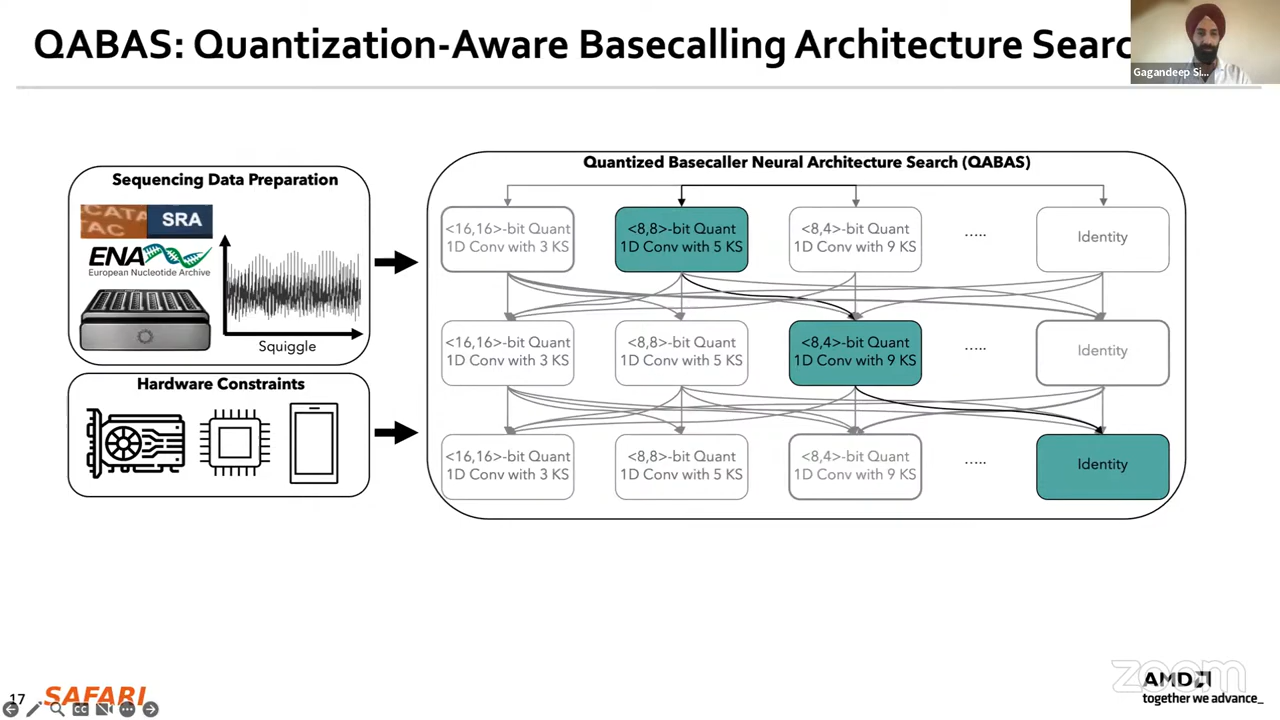 QABAS: Quantization-Aware Basecalling Architecture Searc
Gagandeep Si...
Sequencing Data Preparation
CATA
TAC
SRA
ENA
European Nucleotide Archive
Squiggle
Hardware Constraints
Quantized Basecaller Neural Architecture Search (QABAS)
<16,16>-bit Quant
1D Conv with 3 KS
<8,8>-bit Quant
1D Conv with 5 KS
<8,4>-bit Quant
1D Conv with 9 KS
.....
Identity
<16,16>-bit Quant
1D Conv with 3 KS
<8,8>-bit Quant
1D Conv with 5 KS
<8,4>-bit Quant
1D Conv with 9 KS
.....
Identity
<16,16>-bit Quant
1D Conv with 3 KS
<8,8>-bit Quant
1D Conv with 5 KS
<8,4>-bit Quant
1D Conv with 9 KS
.....
Identity
17
SAFARI
CC
zoom
AMD
together we advance_